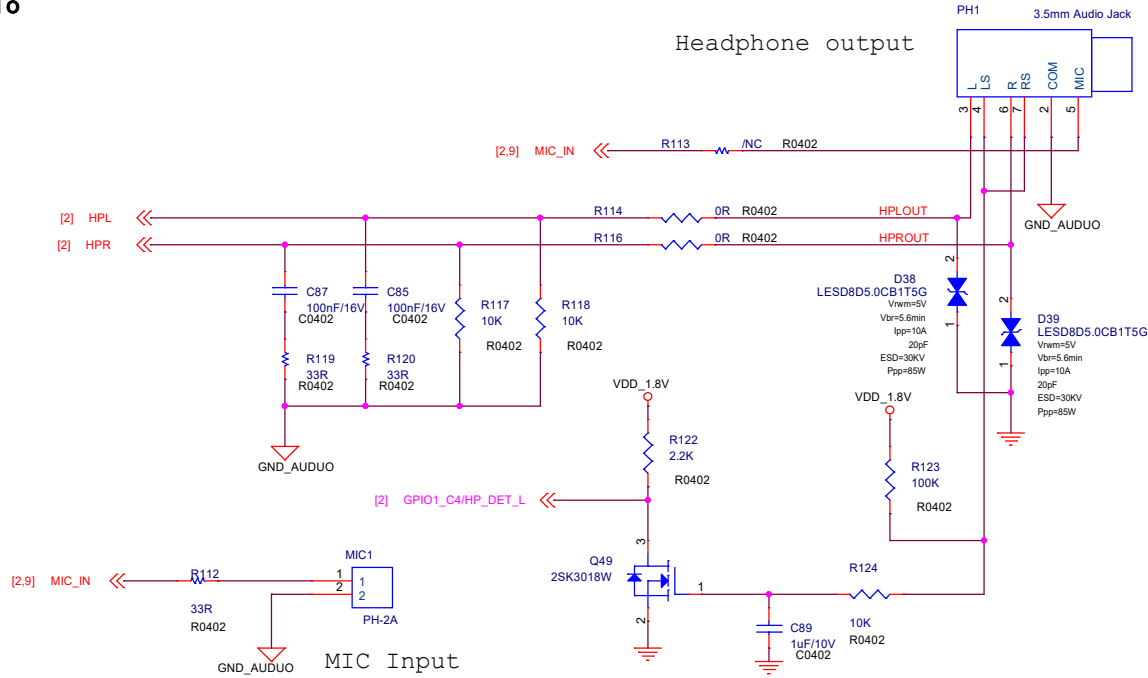 PH1
3.5mm Audio Jack
Headphone output
L
LS
R
RS
COM
MIC
3
4
6
7
2
5
[2,9] MIC_IN
R113 /NC R0402
GND_AUDUO
[2] HPL
R114 0R R0402 HPLOUT
[2] HPR
R116 0R R0402 HPROUT
C87
100nF/16V
C0402
C85
100nF/16V
C0402
R117
10K
R0402
R118
10K
R0402
R119
33R
R0402
R120
33R
R0402
GND_AUDUO
2
D38
LESD8D5.0CB1T5G
Vrwm=5V
Vbr=5.6min
Ipp=10A
20pF
ESD=30KV
Ppp=85W
1
2
D39
LESD8D5.0CB1T5G
Vrwm=5V
Vbr=5.6min
Ipp=10A
20pF
ESD=30KV
Ppp=85W
1
VDD_1.8V
R122
2.2K
R0402
VDD_1.8V
R123
100K
R0402
[2] GPIO1_C4/HP_DET_L
3
Q49
2SK3018W
1
2
R124
10K
R0402
C89
1uF/10V
C0402
[2,9] MIC_IN
R112
33R
R0402
MIC1
1
2
1
2
PH-2A
GND_AUDUO
MIC Input